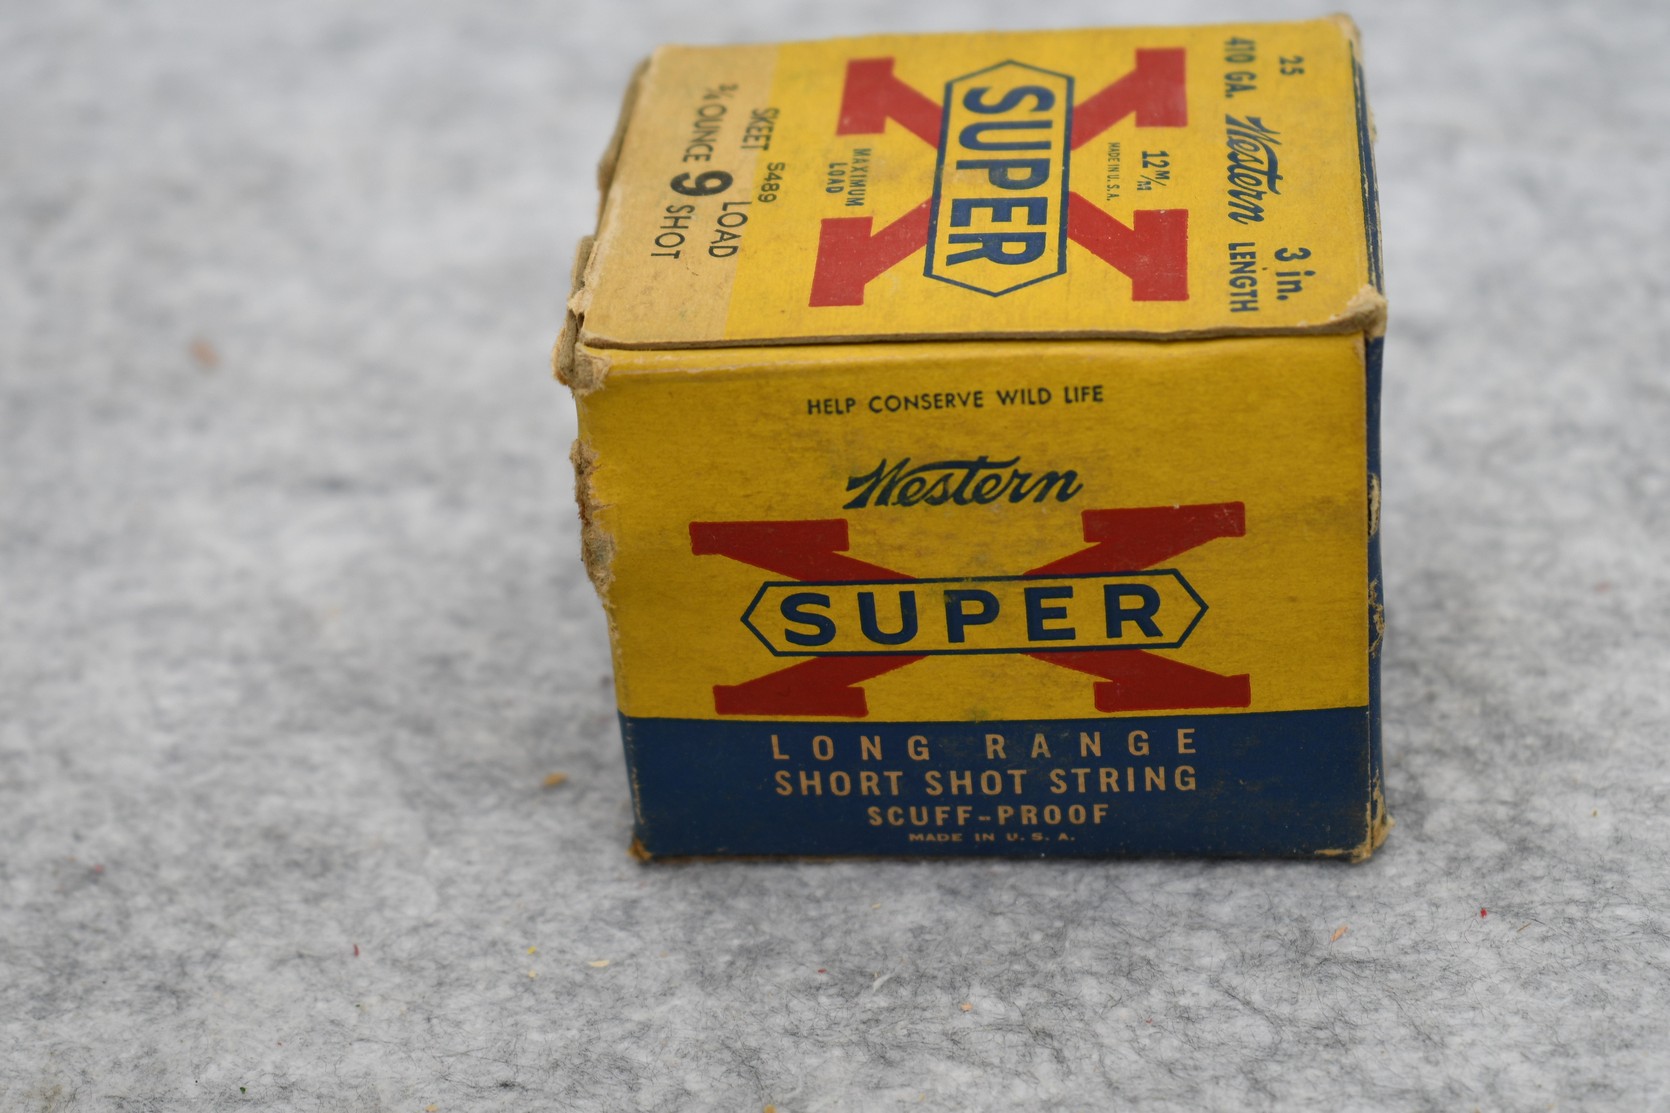 25 3 in.
410 GA. Western LENGTH
12 M/M
MADE IN U.S.A.
SUPER X
MAXIMUM
LOAD
S489
SKEET LOAD
3/4 OUNCE 9 SHOT
HELP CONSERVE WILD LIFE
Western
SUPER X
LONG RANGE
SHORT SHOT STRING
SCUFF-PROOF
MADE IN U. S. A.